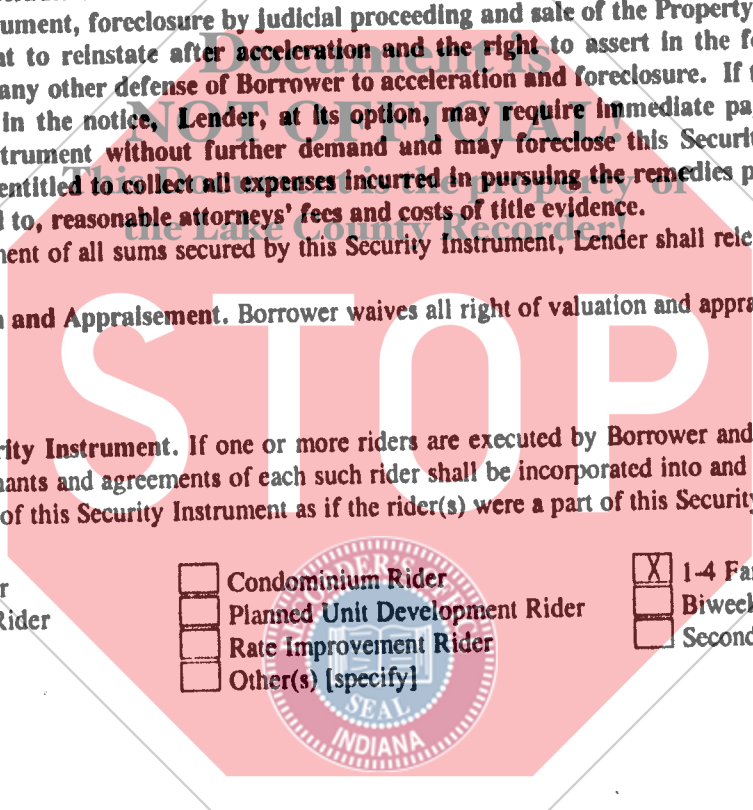 ument, foreclosure by judicial proceeding and sale of the Property
nt to reinstate after acceleration and the right to assert in the fo
any other defense of Borrower to acceleration and foreclosure. If t
in the notice, Lender, at its option, may require immediate pa
trument without further demand and may foreclose this Securit
entitled to collect all expenses incurred in pursuing the remedies p
d to, reasonable attorneys' fees and costs of title evidence.
nent of all sums secured by this Security Instrument, Lender shall rele
n and Appraisement. Borrower waives all right of valuation and appra
Document is
NOT OFFICIAL!
This Document is the property of
the Lake County Recorder!
STOP
rity Instrument. If one or more riders are executed by Borrower and
nants and agreements of each such rider shall be incorporated into and
of this Security Instrument as if the rider(s) were a part of this Security
r
Rider
Condominium Rider
Planned Unit Development Rider
Rate Improvement Rider
Other(s) [specify]
X 1-4 Fam
Biweek
Second
SEAL
INDIANA